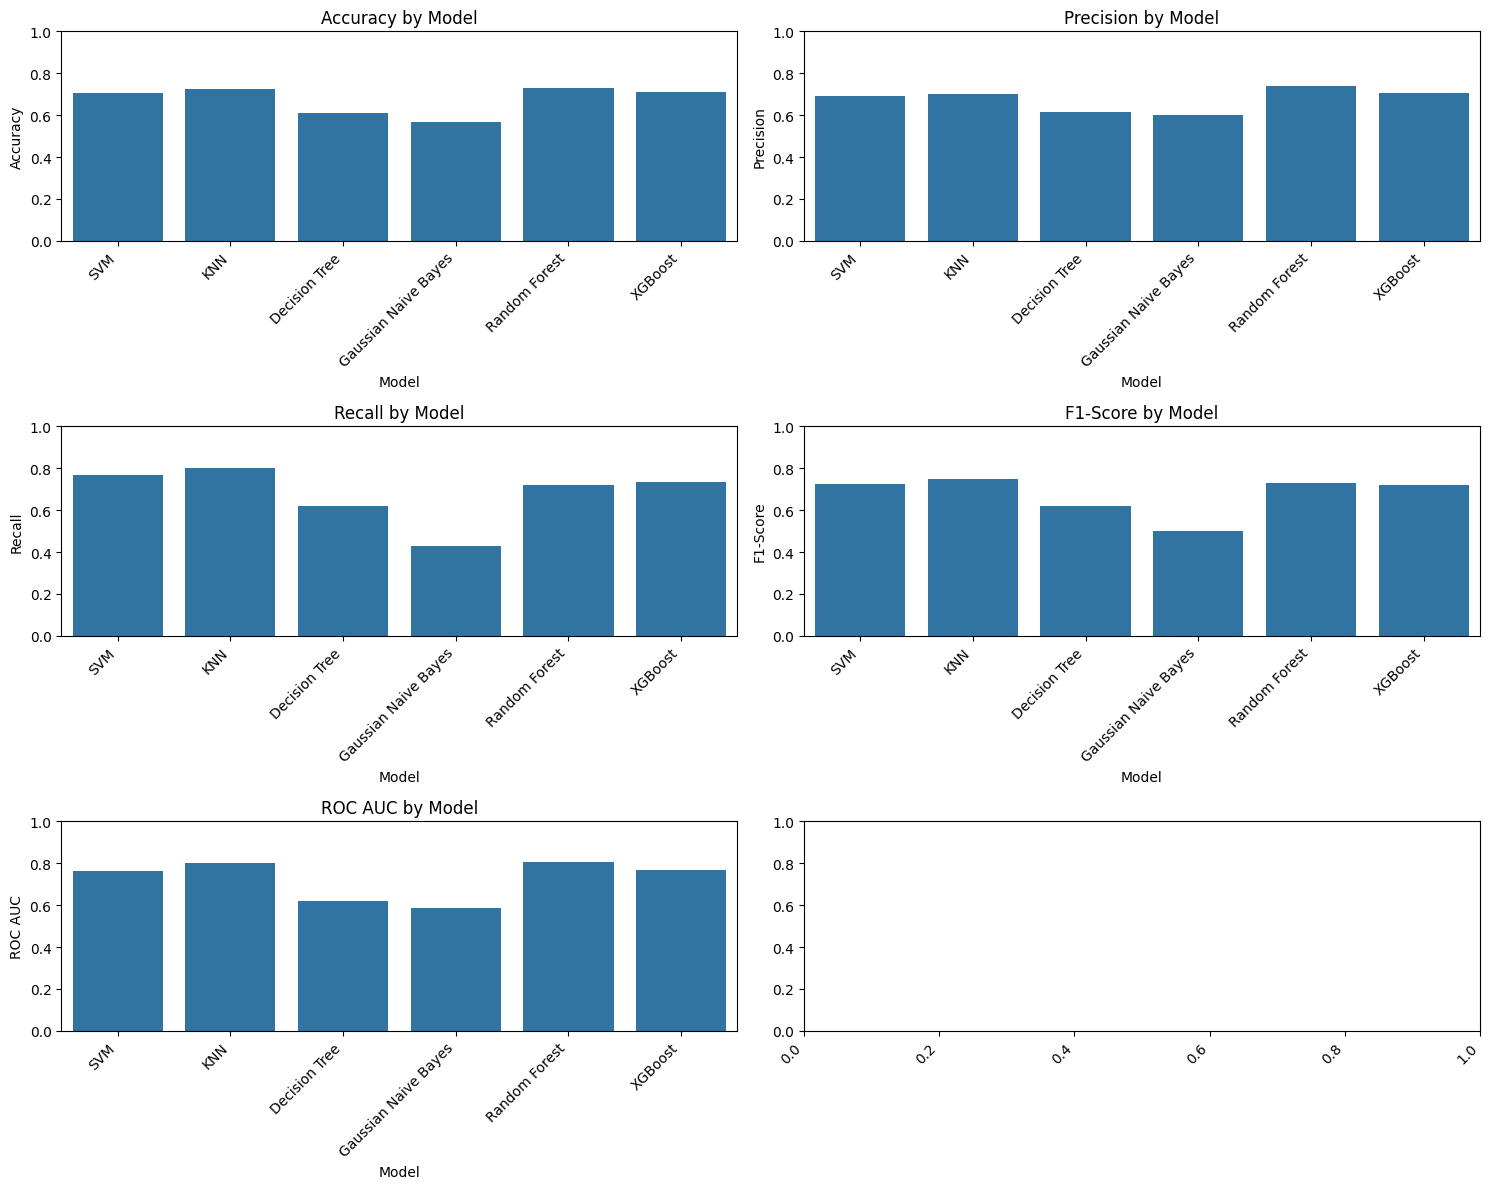 Accuracy by Model
1.0
0.8
0.6
0.4
0.2
0.0
Accuracy
SVM
KNN
Decision Tree
Gaussian Naive Bayes
Random Forest
XGBoost
Model
Precision by Model
1.0
0.8
0.6
0.4
0.2
0.0
Precision
SVM
KNN
Decision Tree
Gaussian Naive Bayes
Random Forest
XGBoost
Model
Recall by Model
1.0
0.8
0.6
0.4
0.2
0.0
Recall
SVM
KNN
Decision Tree
Gaussian Naive Bayes
Random Forest
XGBoost
Model
F1-Score by Model
1.0
0.8
0.6
0.4
0.2
0.0
F1-Score
SVM
KNN
Decision Tree
Gaussian Naive Bayes
Random Forest
XGBoost
Model
ROC AUC by Model
1.0
0.8
0.6
0.4
0.2
0.0
ROC AUC
SVM
KNN
Decision Tree
Gaussian Naive Bayes
Random Forest
XGBoost
Model
1.0
0.8
0.6
0.4
0.2
0.0
0.0
0.2
0.4
0.6
0.8
1.0